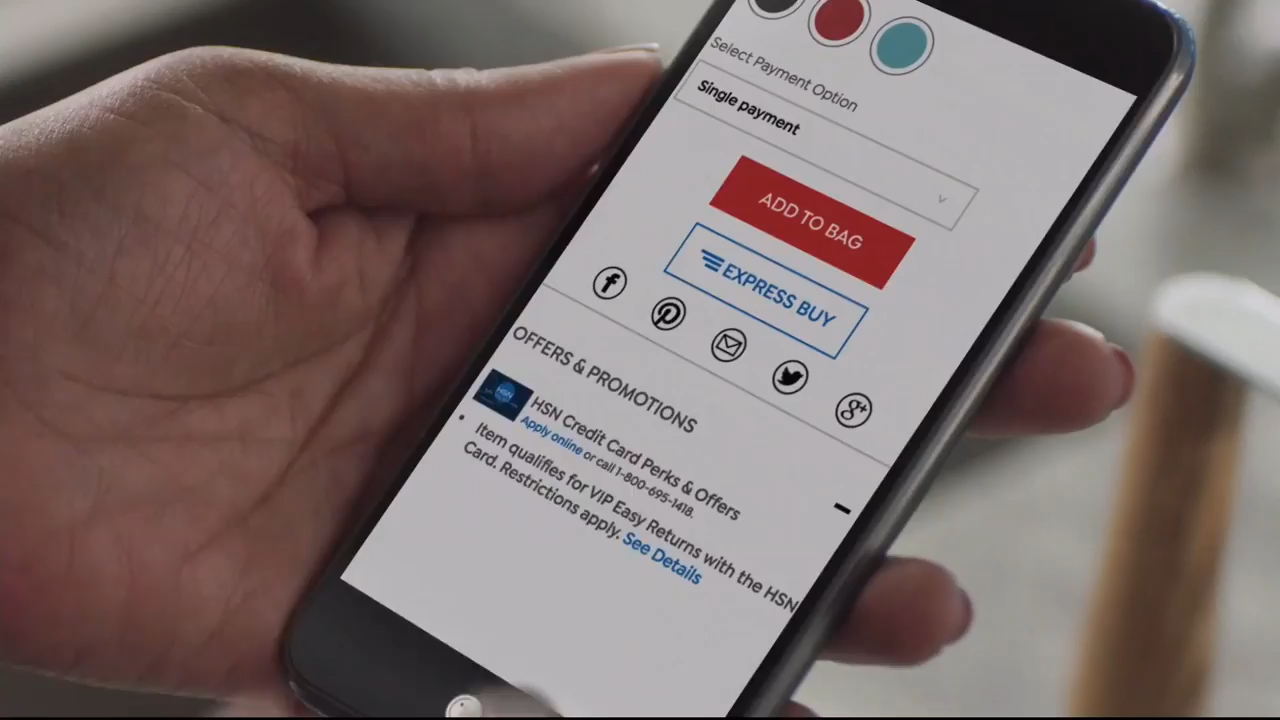 Select Payment Option
Single payment
ADD TO BAG
EXPRESS BUY
OFFERS & PROMOTIONS
HSN
HSN Credit Card Perks & Offers
Apply online or call 1-800-695-1418.
Item qualifies for VIP Easy Returns with the HSN
Card. Restrictions apply. See Details